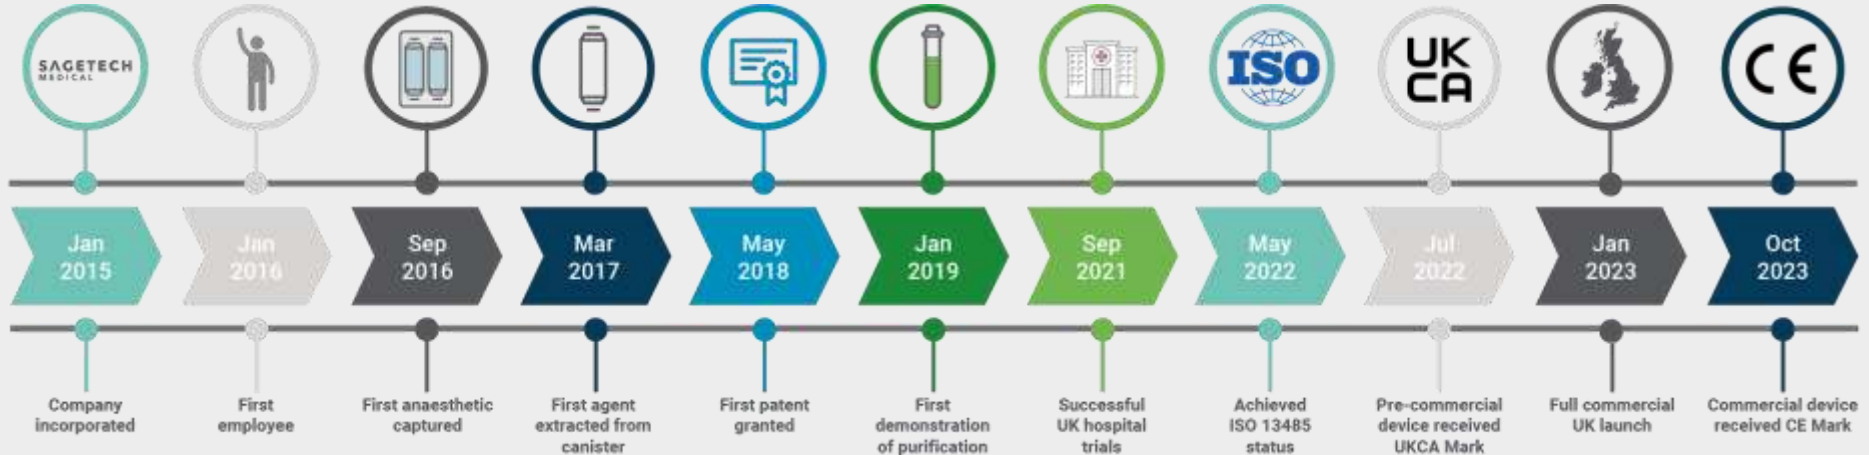 SAGETECH
MEDICAL
ISO
UK
CA
CE
Jan
2015
Jan
2016
Sep
2016
Mar
2017
May
2018
Jan
2019
Sep
2021
May
2022
Jul
2022
Jan
2023
Oct
2023
Company
incorporated
First
employee
First anaesthetic
captured
First agent
extracted from
canister
First patent
granted
First
demonstration
of purification
Successful
UK hospital
trials
Achieved
ISO 13485
status
Pre-commercial
device received
UKCA Mark
Full commercial
UK launch
Commercial device
received CE Mark